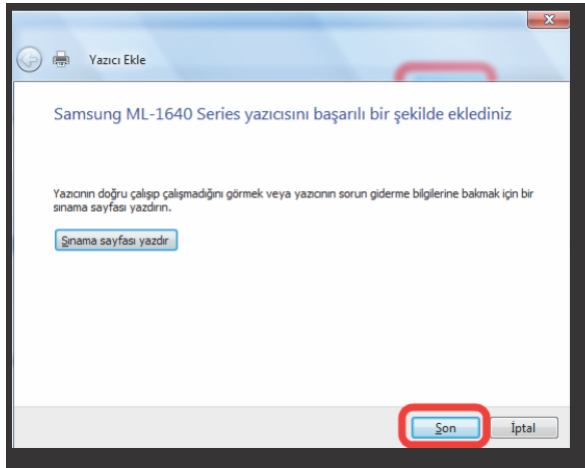 Yazıcı Ekle
Samsung ML-1640 Series yazıcısını başarılı bir şekilde eklediniz
Yazıcının doğru çalışıp çalışmadığını görmek veya yazıcının sorun giderme bilgilerine bakmak için bir
sınama sayfası yazdırın.
Sınama sayfası yazdır
Son
İptal